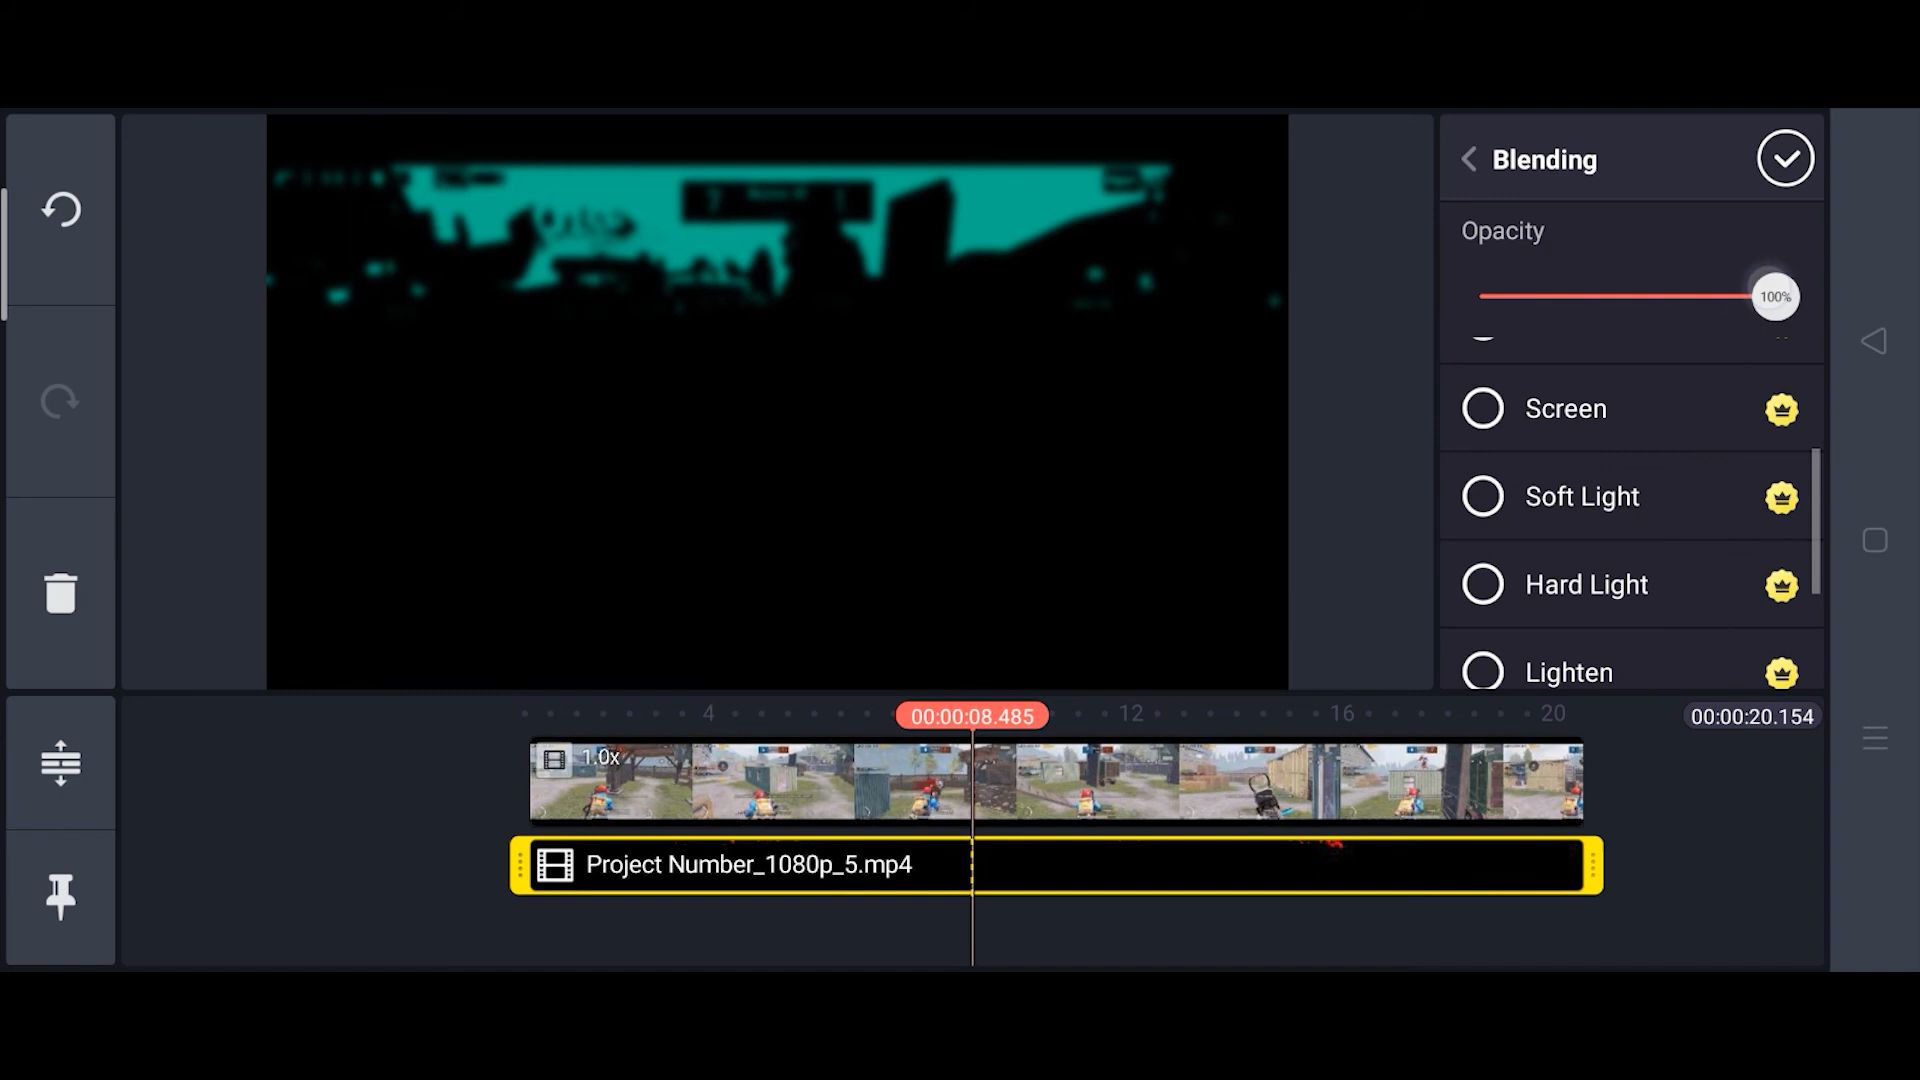 Blending
Opacity
100%
Screen
Soft Light
Hard Light
Lighten
4
00:00:08.485
12
16
20
00:00:20.154
1.0x
Project Number_1080p_5.mp4